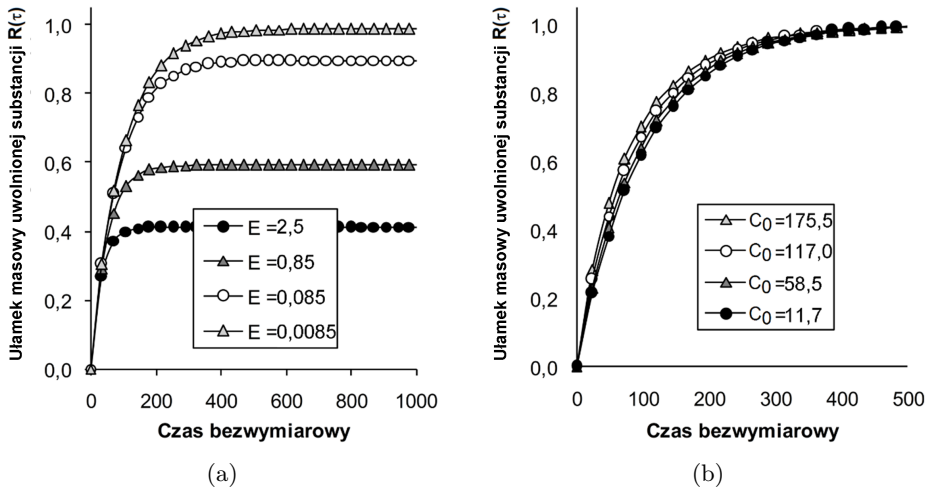 Ułamek masowy uwolnionej substancji R(τ)
1,0
0,8
0,6
0,4
0,2
0,0
E =2,5
E =0,85
E =0,085
E =0,0085
0 200 400 600 800 1000
Czas bezwymiarowy
(a)
Ułamek masowy uwolnionej substancji R(τ)
1,0
0,8
0,6
0,4
0,2
0,0
C0 =175,5
C0 =117,0
C0 =58,5
C0 =11,7
0 100 200 300 400 500
Czas bezwymiarowy
(b)